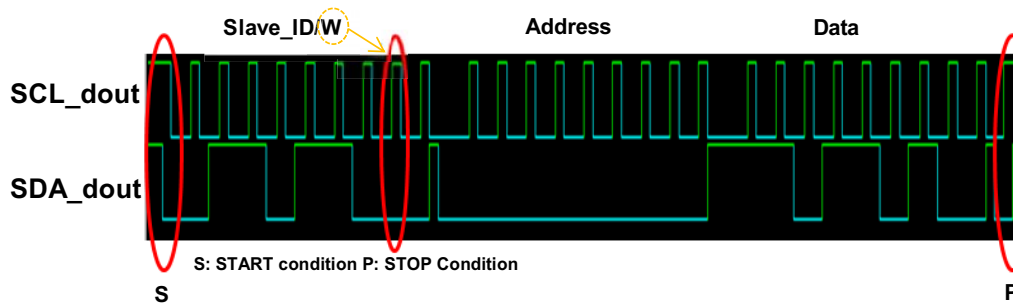 Slave_ID/W Address Data
SCL_dout
SDA_dout
S: START condition P: STOP Condition
S P